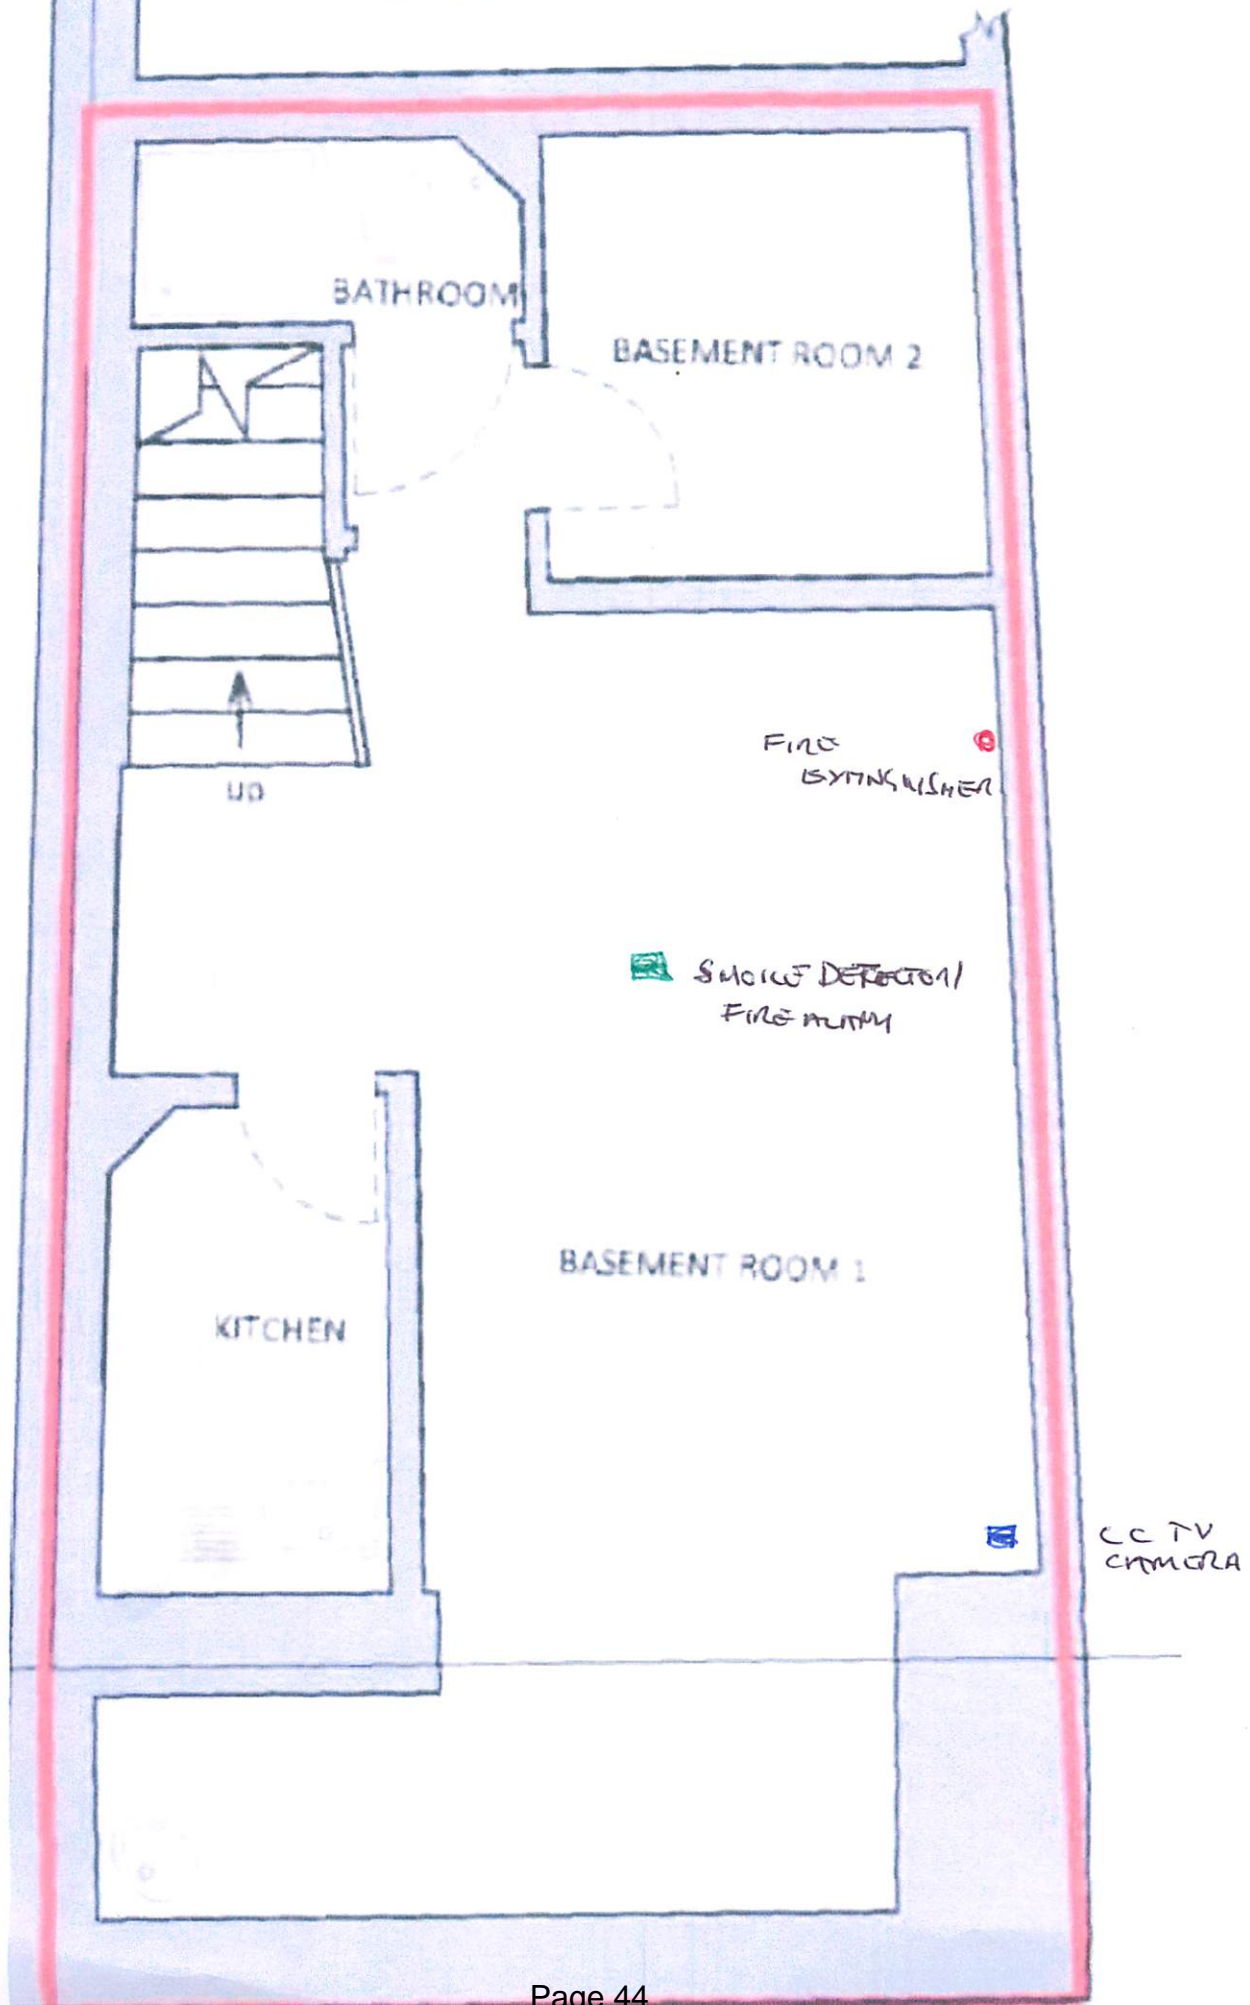 BATHROOM
BASEMENT ROOM 2
UP
FIRE
EXTINGUISHER
SMOKE DETECTOR/
FIRE ALARM
BASEMENT ROOM 1
KITCHEN
CCTV
CAMERA
Page 44